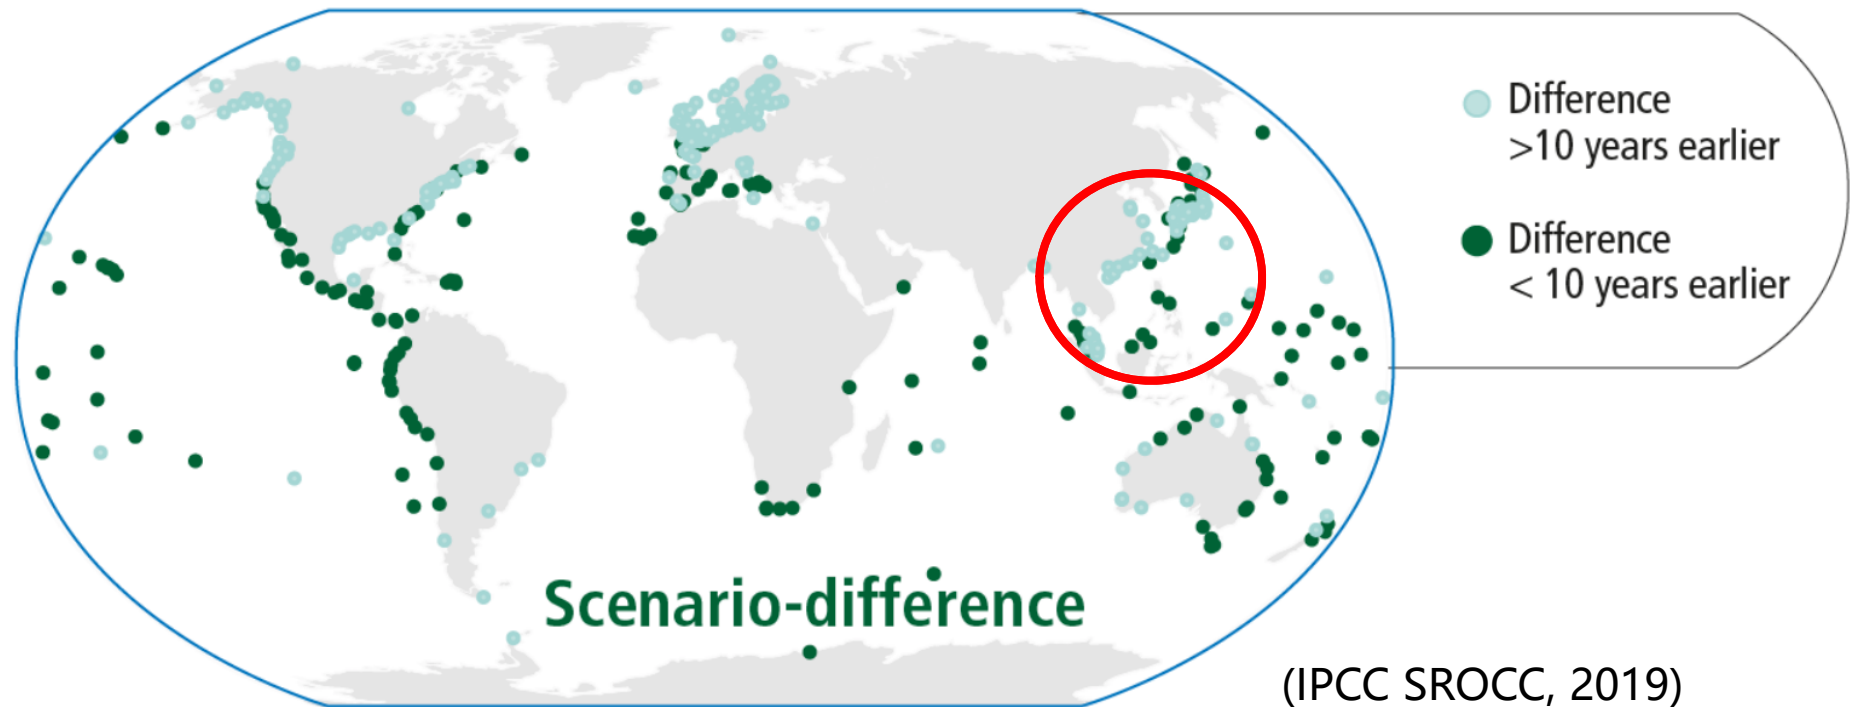 Difference
>10 years earlier
Difference
< 10 years earlier
Scenario-difference
(IPCC SROCC, 2019)